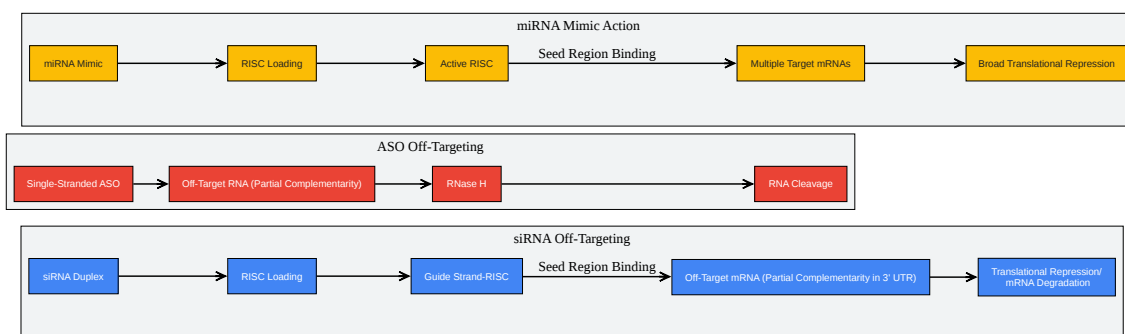 miRNA Mimic Action
miRNA Mimic
RISC Loading
Active RISC
Seed Region Binding
Multiple Target mRNAs
Broad Translational Repression
ASO Off-Targeting
Single-Stranded ASO
Off-Target RNA (Partial Complementarity)
RNase H
RNA Cleavage
siRNA Off-Targeting
siRNA Duplex
RISC Loading
Guide Strand-RISC
Seed Region Binding
Off-Target mRNA (Partial Complementarity in 3' UTR)
Translational Repression/
mRNA Degradation